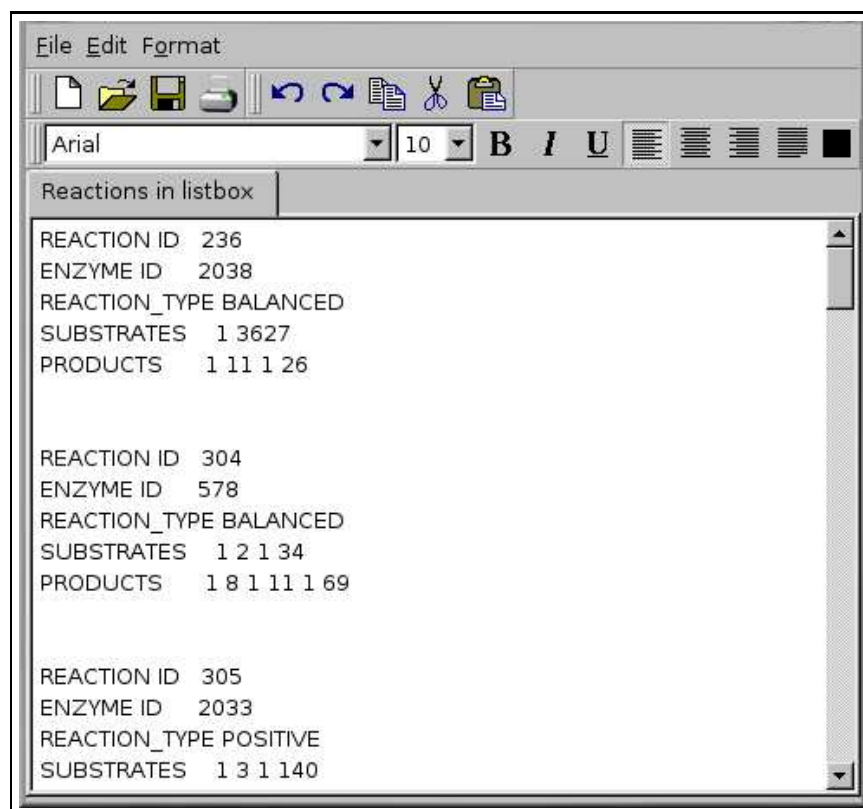 File Edit Format
Arial 10 B I U
Reactions in listbox
REACTION ID 236
ENZYME ID 2038
REACTION_TYPE BALANCED
SUBSTRATES 1 3627
PRODUCTS 1 11 1 26
REACTION ID 304
ENZYME ID 578
REACTION_TYPE BALANCED
SUBSTRATES 1 2 1 34
PRODUCTS 1 8 1 11 1 69
REACTION ID 305
ENZYME ID 2033
REACTION_TYPE POSITIVE
SUBSTRATES 1 3 1 140